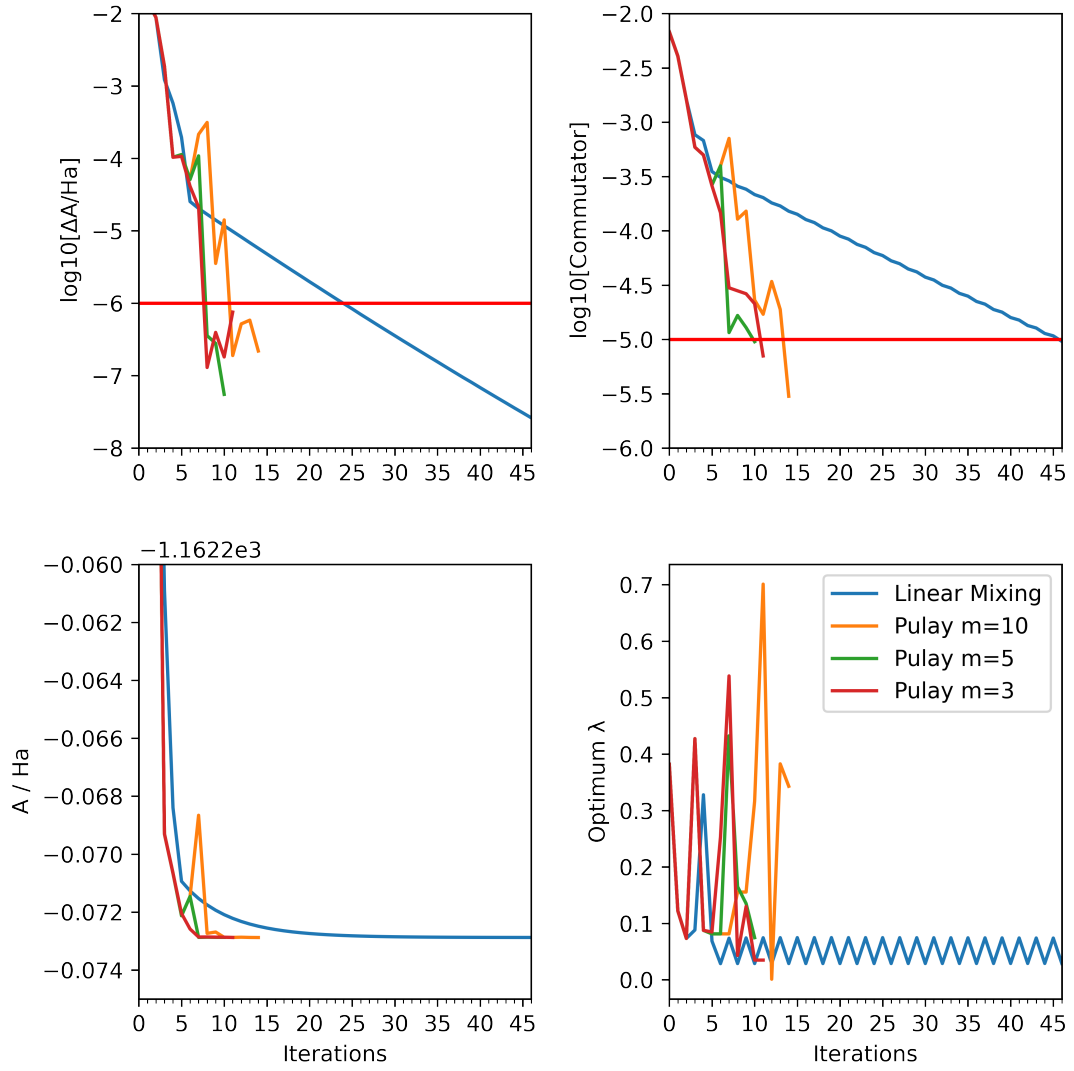 log10[ΔA/Ha]
−2
−3
−4
−5
−6
−7
−8
0 5 10 15 20 25 30 35 40 45
log10[Commutator]
−2.0
−2.5
−3.0
−3.5
−4.0
−4.5
−5.0
−5.5
−6.0
0 5 10 15 20 25 30 35 40 45
−1.1622e3
A / Ha
−0.060
−0.062
−0.064
−0.066
−0.068
−0.070
−0.072
−0.074
0 5 10 15 20 25 30 35 40 45
Iterations
Optimum λ
0.7
0.6
0.5
0.4
0.3
0.2
0.1
0.0
Linear Mixing
Pulay m=10
Pulay m=5
Pulay m=3
0 5 10 15 20 25 30 35 40 45
Iterations